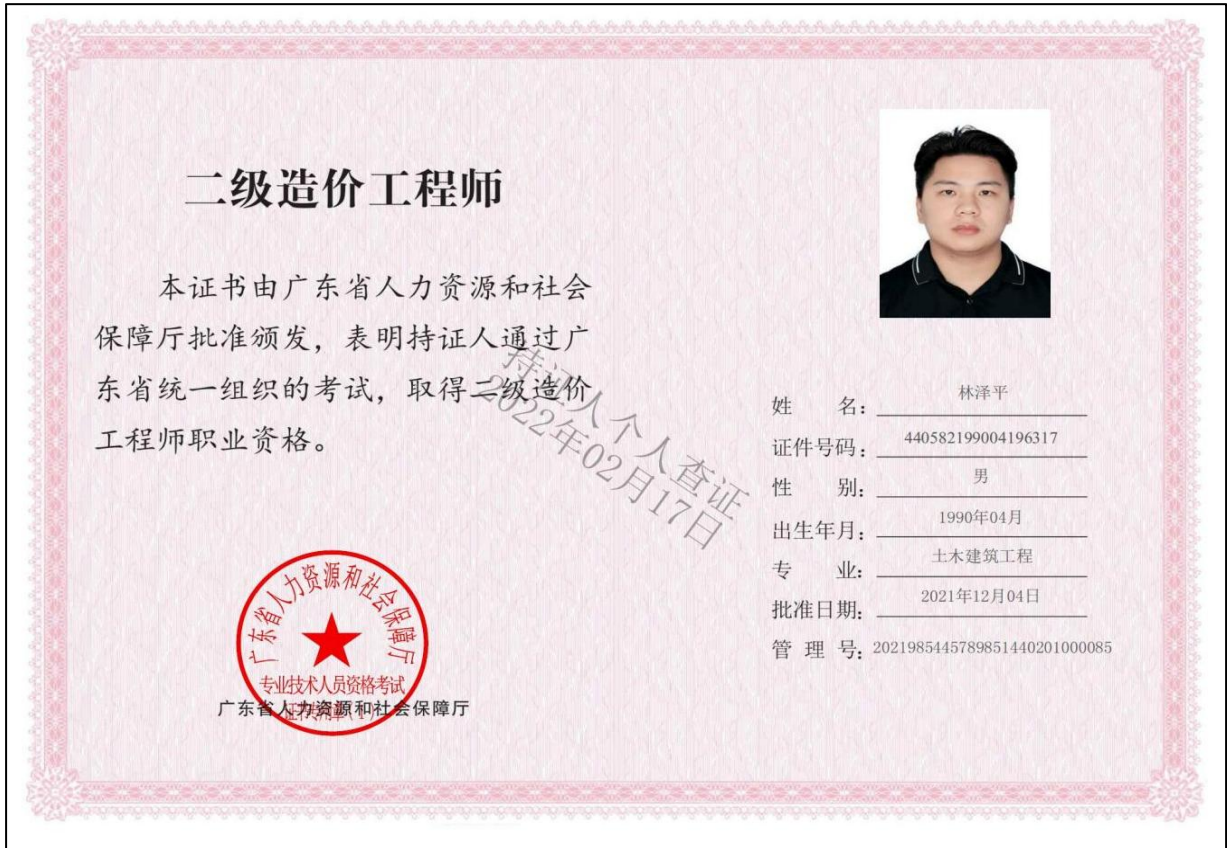 二级造价工程师
本证书由广东省人力资源和社会
保障厅批准颁发，表明持证人通过广
东省统一组织的考试，取得二级造价
工程师职业资格。
持证人个人查证
2022年02月17日
广东省人力资源和社会保障厅
专业技术人员资格考试
证书专用章（1）
广东省人力资源和社会保障厅
姓 名：林泽平
证件号码：440582199004196317
性 别：男
出生年月：1990年04月
专 业：土木建筑工程
批准日期：2021年12月04日
管 理 号：2021985445789851440201000085